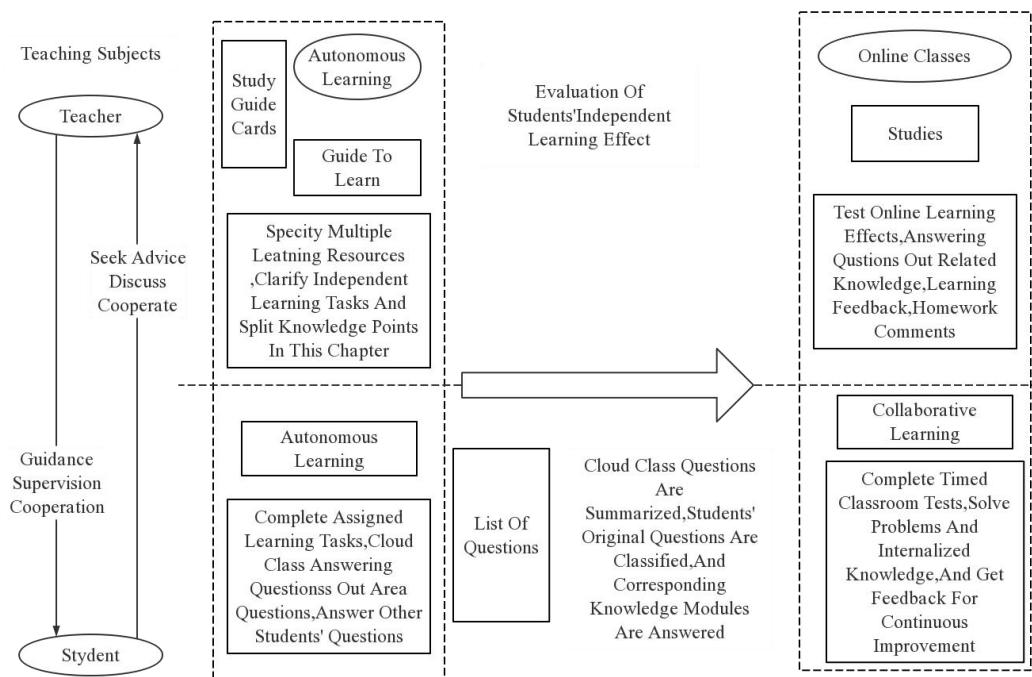 Teaching Subjects
Teacher
Seek Advice
Discuss
Cooperate
Guidance
Supervision
Cooperation
Stydent
Study
Guide
Cards
Autonomous
Learning
Guide To
Learn
Specity Multiple
Leatning Resources
,Clarify Independent
Learning Tasks And
Split Knowledge Points
In This Chapter
Autonomous
Learning
Complete Assigned
Learning Tasks,Cloud
Class Answering
Questionss Out Area
Questions,Answer Other
Students' Questions
Evaluation Of
Students'Independent
Learning Effect
List Of
Questions
Cloud Class Questions
Are
Summarized,Students'
Original Questions Are
Classified,And
Corresponding
Knowledge Modules
Are Answered
Online Classes
Studies
Test Online Learning
Effects,Answering
Qustions Out Related
Knowledge,Learning
Feedback,Homework
Comments
Collaborative
Learning
Complete Timed
Classroom Tests,Solve
Problems And
Internalized
Knowledge,And Get
Feedback For
Continuous
Improvement